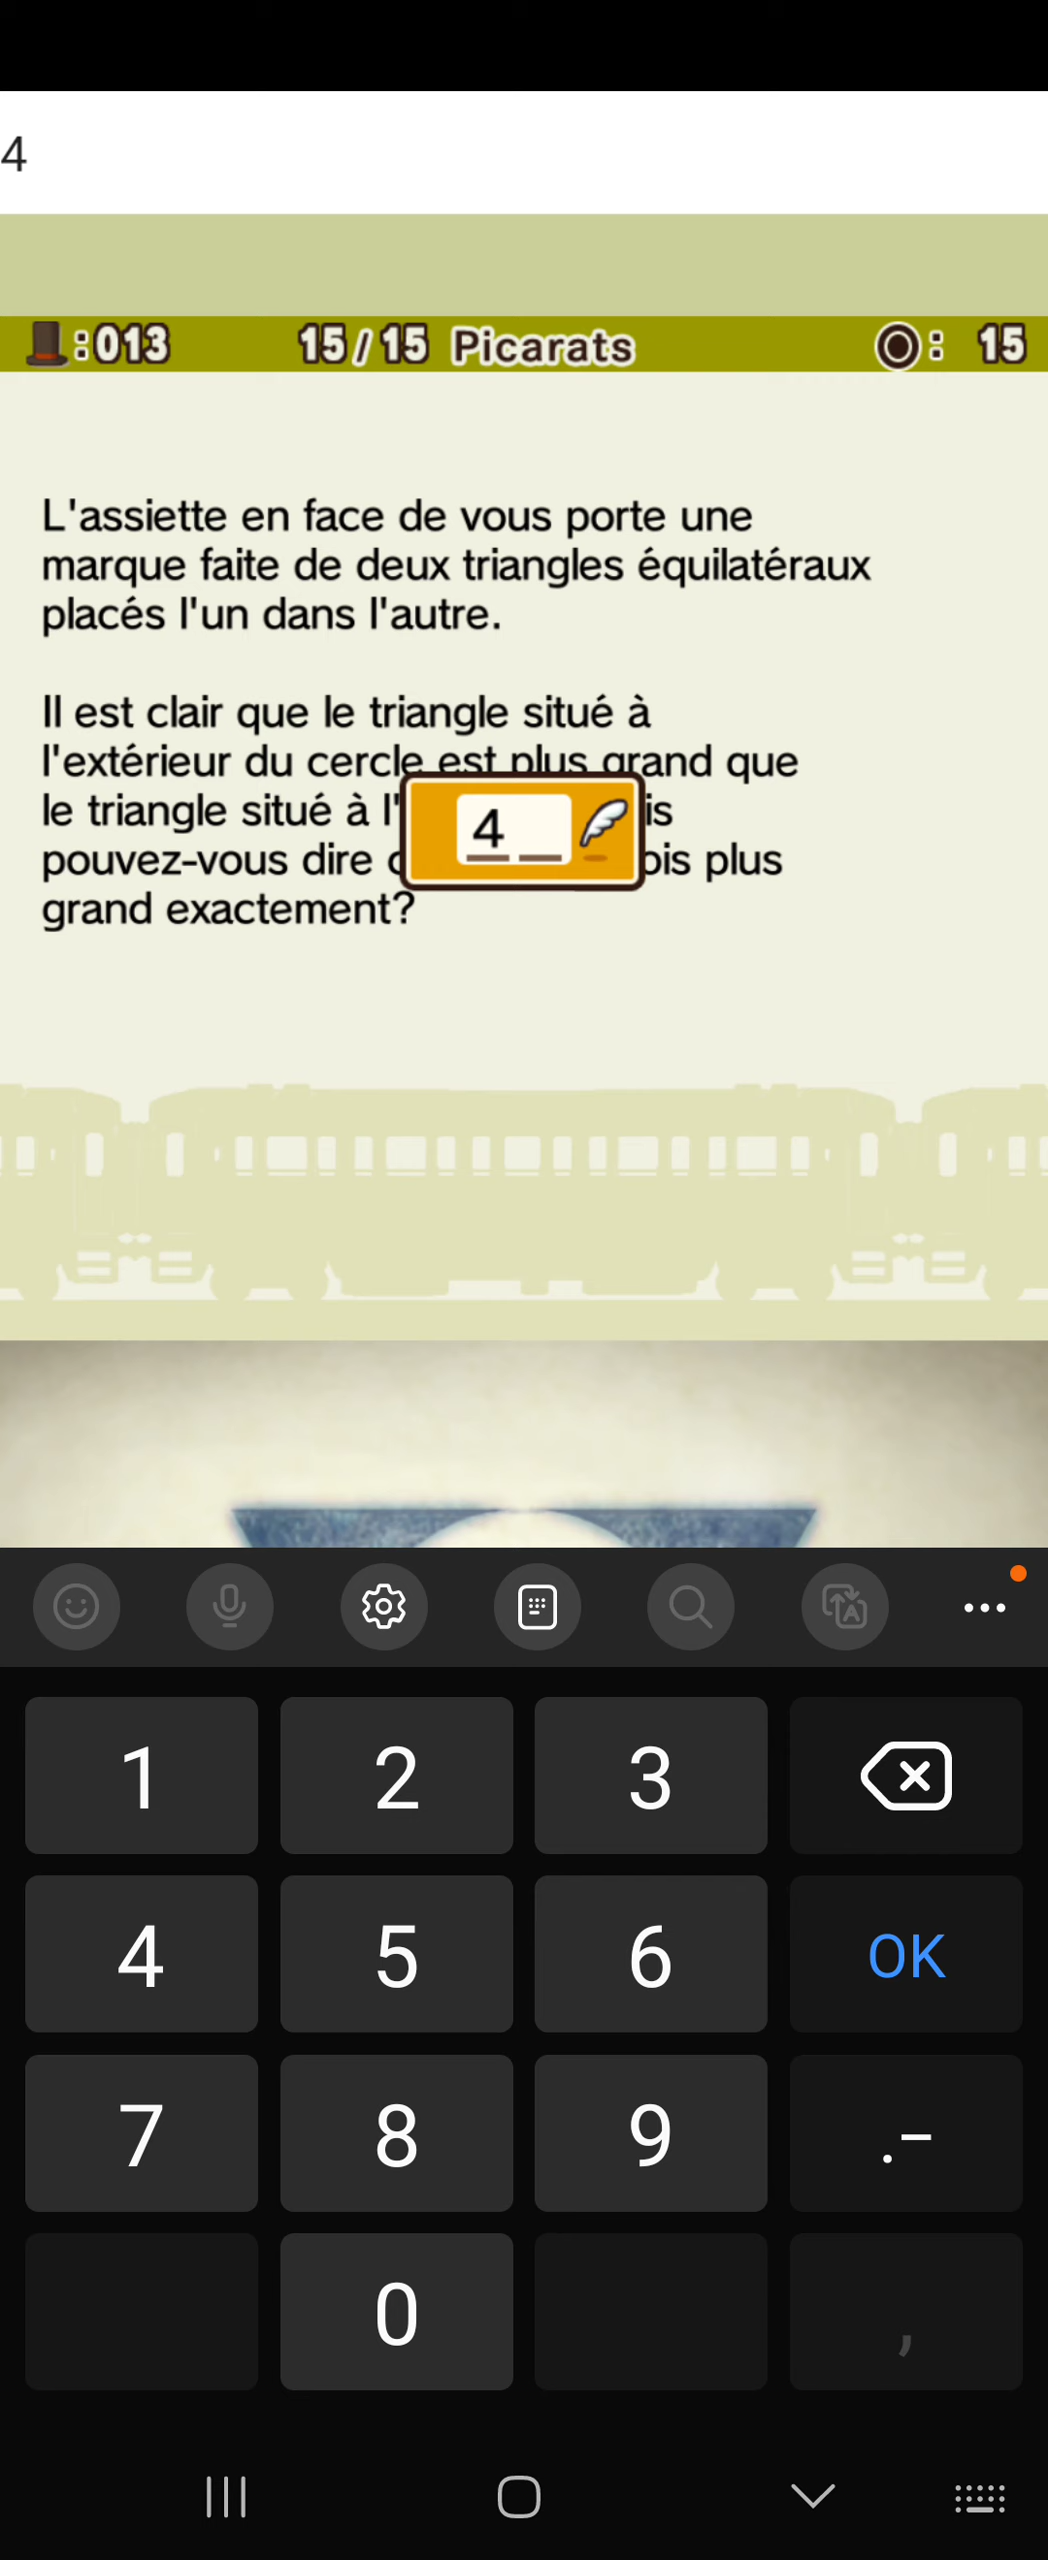 4
:013 15/15 Picarats : 15
L'assiette en face de vous porte une
marque faite de deux triangles équilatéraux
placés l'un dans l'autre.
Il est clair que le triangle situé à
l'extérieur du cercle est plus grand que
le triangle situé à l' is
4
pouvez-vous dire ois plus
grand exactement?
1 2 3
4 5 6 OK
7 8 9 .-
0 ,